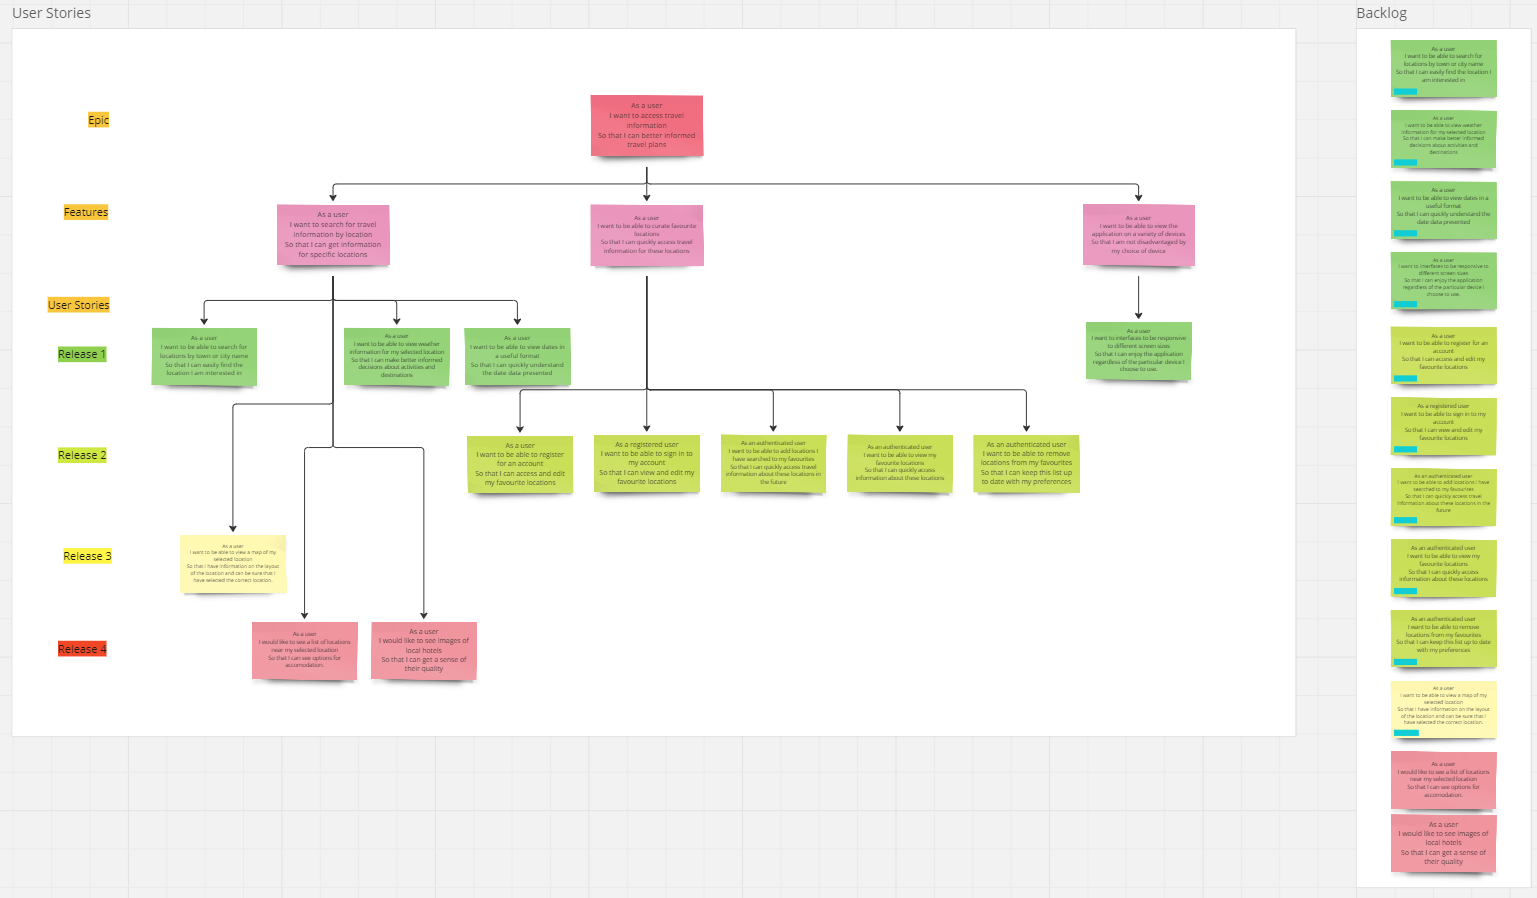 User Stories
Backlog
Epic
As a user
I want to access travel
information
So that I can better informed
travel plans
Features
As a user
I want to search for travel
information by location
So that I can get information
for specific locations
As a user
I want to be able to curate favourite
locations
So that I can quickly access travel
information for these locations
As a user
I want to be able to view the
application on a variety of devices
So that I am not disadvantaged by
my choice of device
User Stories
Release 1
As a user
I want to be able to search for
locations by town or city name
So that I can easily find the
location I am interested in
As a user
I want to be able to view weather
information for my selected location
So that I can make better informed
decisions about activities and
destinations
As a user
I want to be able to view dates in
a useful format
So that I can quickly understand
the date data presented
As a user
I want to interfaces to be responsive
to different screen sizes
So that I can enjoy the application
regardless of the particular device I
choose to use.
Release 2
As a user
I want to be able to register
for an account
So that I can access and edit
my favourite locations
As a registered user
I want to be able to sign in to
my account
So that I can view and edit my
favourite locations
As an authenticated user
I want to be able to add locations I
have searched to my favourites
So that I can quickly access travel
information about these locations in
the future
As an authenticated user
I want to be able to view my
favourite locations
So that I can quickly access
information about these locations
As an authenticated user
I want to be able to remove
locations from my favourites
So that I can keep this list up
to date with my preferences
Release 3
As a user
I want to be able to view a map of my
selected location
So that I have information on the layout
of the location and can be sure that I
have selected the correct location.
Release 4
As a user
I would like to see a list of locations
near my selected location
So that I can see options for
accomodation.
As a user
I would like to see images of
local hotels
So that I can get a sense of
their quality
As a user
I want to be able to search for
locations by town or city name
So that I can easily find the location I
am interested in
As a user
I want to be able to view weather
information for my selected location
So that I can make better informed
decisions about activities and
destinations
As a user
I want to be able to view dates in a
useful format
So that I can quickly understand the
date data presented
As a user
I want to interfaces to be responsive to
different screen sizes
So that I can enjoy the application
regardless of the particular device I
choose to use.
As a user
I want to be able to register for an
account
So that I can access and edit my
favourite locations
As a registered user
I want to be able to sign in to my
account
So that I can view and edit my
favourite locations
As an authenticated user
I want to be able to add locations I have
searched to my favourites
So that I can quickly access travel
information about these locations in the
future
As an authenticated user
I want to be able to view my
favourite locations
So that I can quickly access
information about these locations
As an authenticated user
I want to be able to remove
locations from my favourites
So that I can keep this list up to date
with my preferences
As a user
I want to be able to view a map of my
selected location
So that I have information on the layout
of the location and can be sure that I
have selected the correct location.
As a user
I would like to see a list of locations
near my selected location
So that I can see options for
accomodation.
As a user
I would like to see images of
local hotels
So that I can get a sense of
their quality